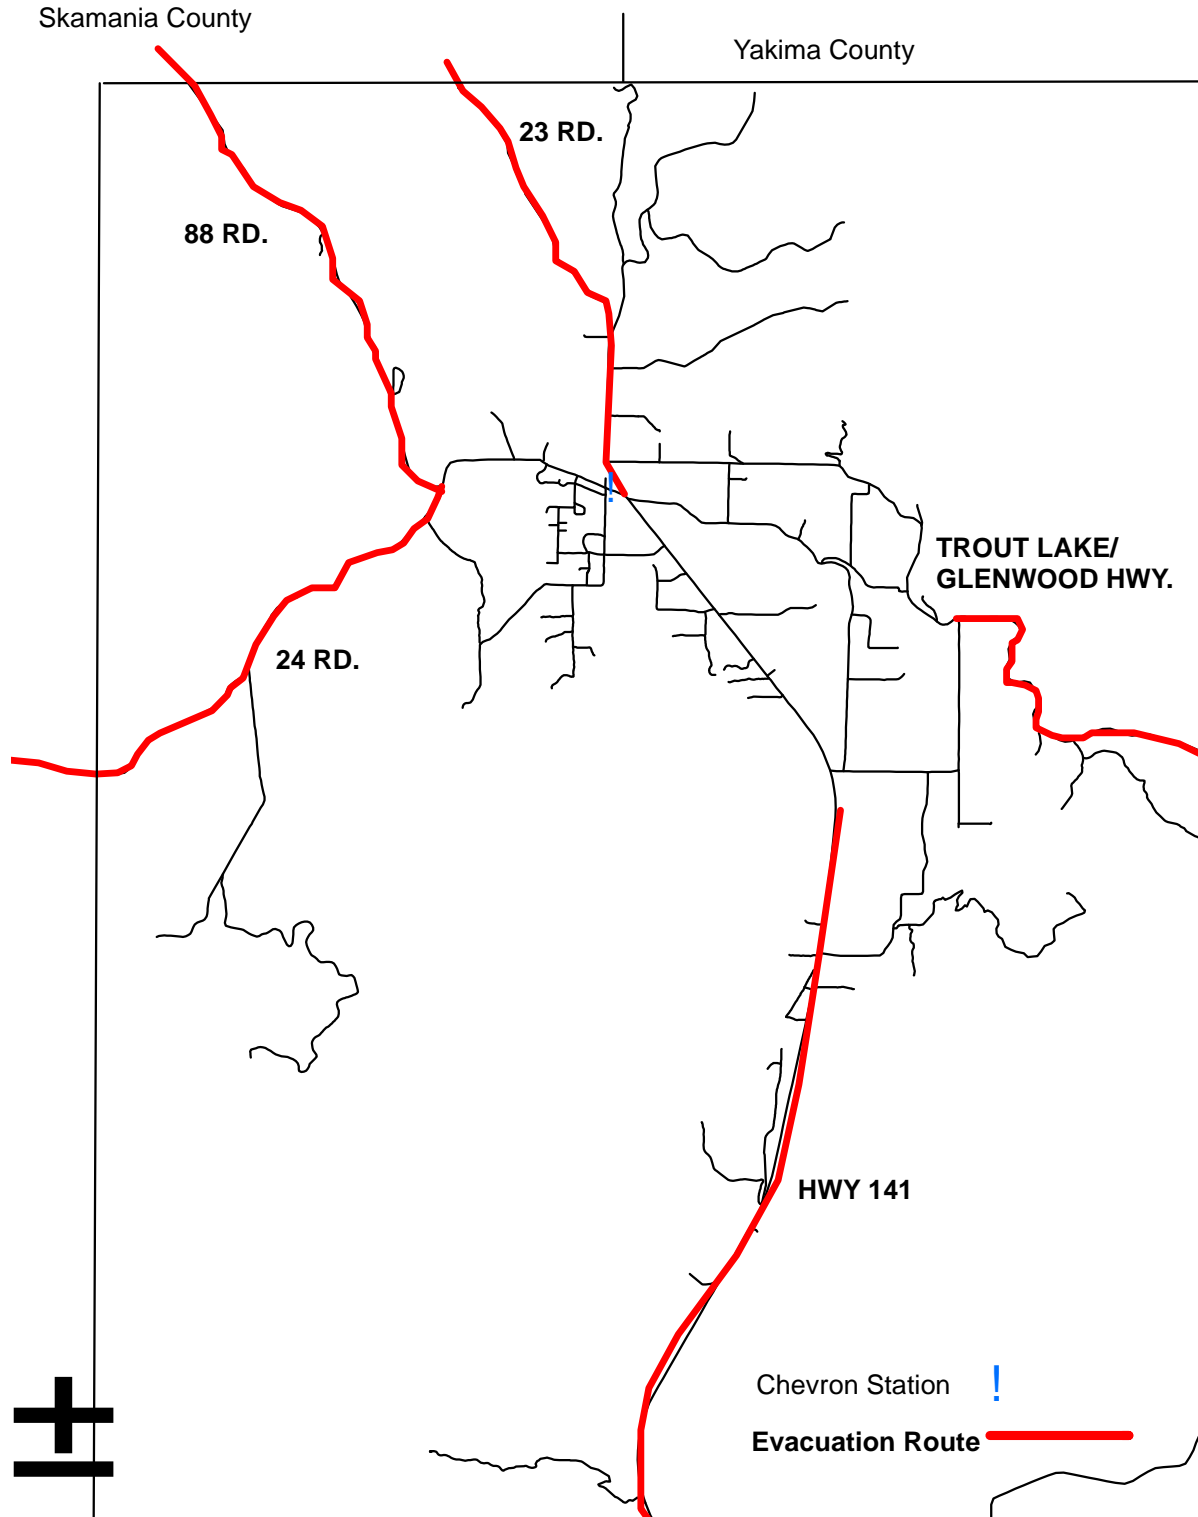 Skamania County
Yakima County
23 RD.
88 RD.
!
TROUT LAKE/
GLENWOOD HWY.
24 RD.
HWY 141
Chevron Station !
Evacuation Route
±